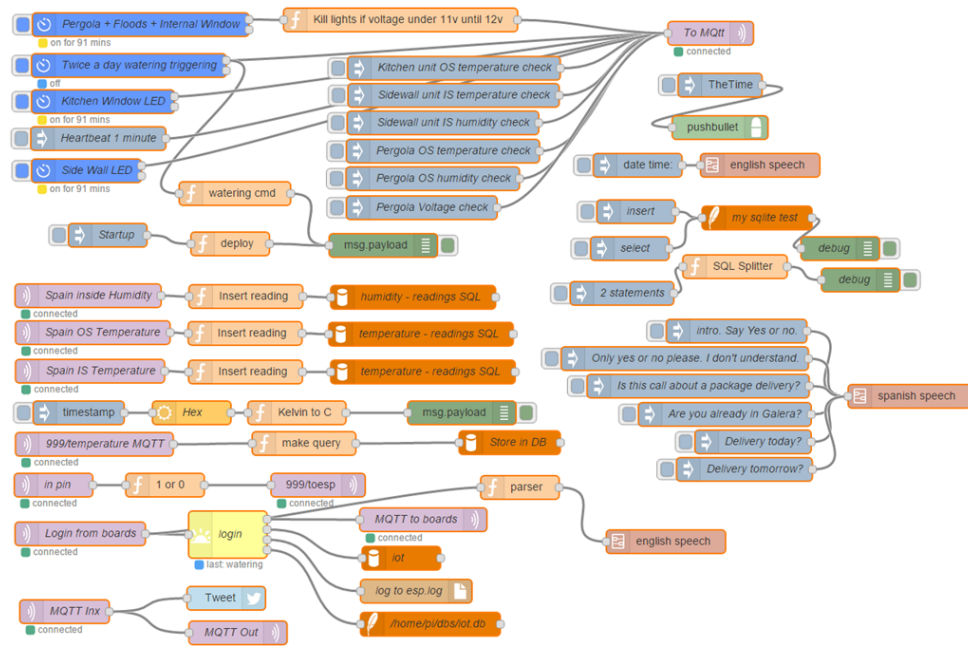 Pergola + Floods + Internal Window
on for 91 mins
Kill lights if voltage under 11v until 12v
To MQtt
connected
Twice a day watering triggering
off
Kitchen Window LED
Heartbeat 1 minute
Side Wall LED
on for 91 mins
Kitchen unit OS temperature check
Sidewall unit IS temperature check
Sidewall unit IS humidity check
Pergola OS temperature check
Pergola OS humidity check
Pergola Voltage check
TheTime
pushbullet
date time:
english speech
watering cmd
Startup
deploy
msg.payload
insert
select
my sqlite test
debug
SQL Splitter
2 statements
debug
Spain inside Humidity
connected
Insert reading
humidity - readings SQL
Spain OS Temperature
connected
Insert reading
temperature - readings SQL
Spain IS Temperature
connected
Insert reading
temperature - readings SQL
timestamp
Hex
Kelvin to C
msg.payload
999/temperature MQTT
connected
make query
Store in DB
in pin
connected
1 or 0
999/toesp
connected
intro. Say Yes or no.
Only yes or no please. I don't understand.
Is this call about a package delivery?
Are you already in Galera?
Delivery today?
Delivery tomorrow?
spanish speech
Login from boards
connected
login
last: watering
parser
english speech
MQTT to boards
connected
iot
log to esp.log
/home/pi/dbs/iot.db
MQTT Inx
connected
Tweet
MQTT Out